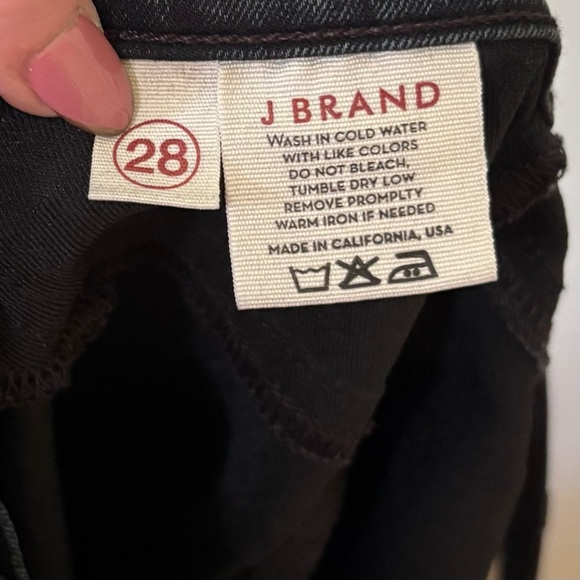 28
J BRAND
WASH IN COLD WATER
WITH LIKE COLORS
DO NOT BLEACH,
TUMBLE DRY LOW
REMOVE PROMPTLY
WARM IRON IF NEEDED
MADE IN CALIFORNIA, USA